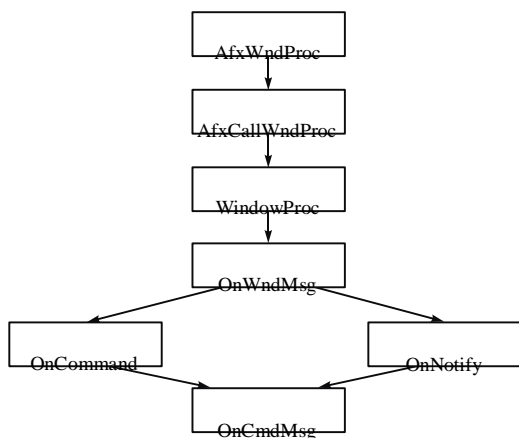 AfxWndProc
AfxCallWndProc
WindowProc
OnWndMsg
OnCommand
OnNotify
OnCmdMsg